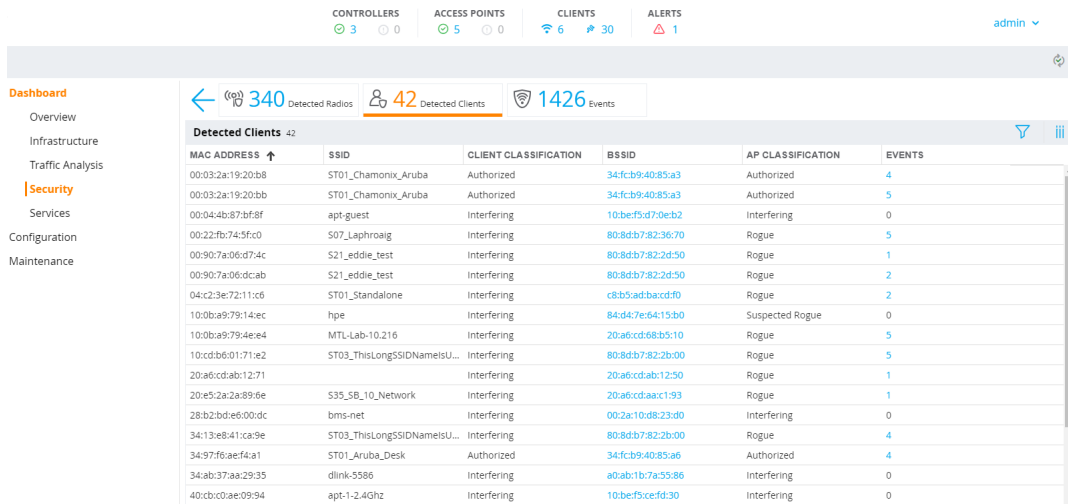 CONTROLLERS ACCESS POINTS CLIENTS ALERTS
3 0 5 0 6 30 1 admin
Dashboard
Overview
Infrastructure
Traffic Analysis
Security
Services
Configuration
Maintenance
340 Detected Radios 42 Detected Clients 1426 Events
Detected Clients 42
MAC ADDRESS SSID CLIENT CLASSIFICATION BSSID AP CLASSIFICATION EVENTS
00:03:2a:19:20:b8 ST01_Chamonix_Aruba Authorized 34:fc:b9:40:85:a3 Authorized 4
00:03:2a:19:20:bb ST01_Chamonix_Aruba Authorized 34:fc:b9:40:85:a3 Authorized 5
00:04:4b:87:bf:8f apt-guest Interfering 10:be:f5:d7:0e:b2 Interfering 0
00:22:fb:74:5f:c0 S07_Laphroaig Interfering 80:8d:b7:82:36:70 Rogue 5
00:90:7a:06:d7:4c S21_eddie_test Interfering 80:8d:b7:82:2d:50 Rogue 1
00:90:7a:06:dc:ab S21_eddie_test Interfering 80:8d:b7:82:2d:50 Rogue 2
04:c2:3e:72:11:c6 ST01_Standalone Interfering c8:b5:ad:ba:cd:f0 Rogue 2
10:0b:a9:79:14:ec hpe Interfering 84:d4:7e:64:15:b0 Suspected Rogue 0
10:0b:a9:79:4e:e4 MTL-Lab-10.216 Interfering 20:a6:cd:68:b5:10 Rogue 5
10:cd:b6:01:71:e2 ST03_ThisLongSSIDNameIsU... Interfering 80:8d:b7:82:2b:00 Rogue 5
20:a6:cd:ab:12:71 Interfering 20:a6:cd:ab:12:50 Rogue 1
20:e5:2a:2a:89:6e S35_SB_10_Network Interfering 20:a6:cd:aa:c1:93 Rogue 1
28:b2:bd:e6:00:dc bms-net Interfering 00:2a:10:d8:23:d0 Interfering 0
34:13:e8:41:ca:9e ST03_ThisLongSSIDNameIsU... Interfering 80:8d:b7:82:2b:00 Rogue 4
34:97:f6:ae:f4:a1 ST01_Aruba_Desk Authorized 34:fc:b9:40:85:a6 Authorized 4
34:ab:37:aa:29:35 dlink-5586 Interfering a0:ab:1b:7a:55:86 Interfering 0
40:cb:c0:ae:09:94 apt-1-2.4Ghz Interfering 10:be:f5:ce:fd:30 Interfering 0